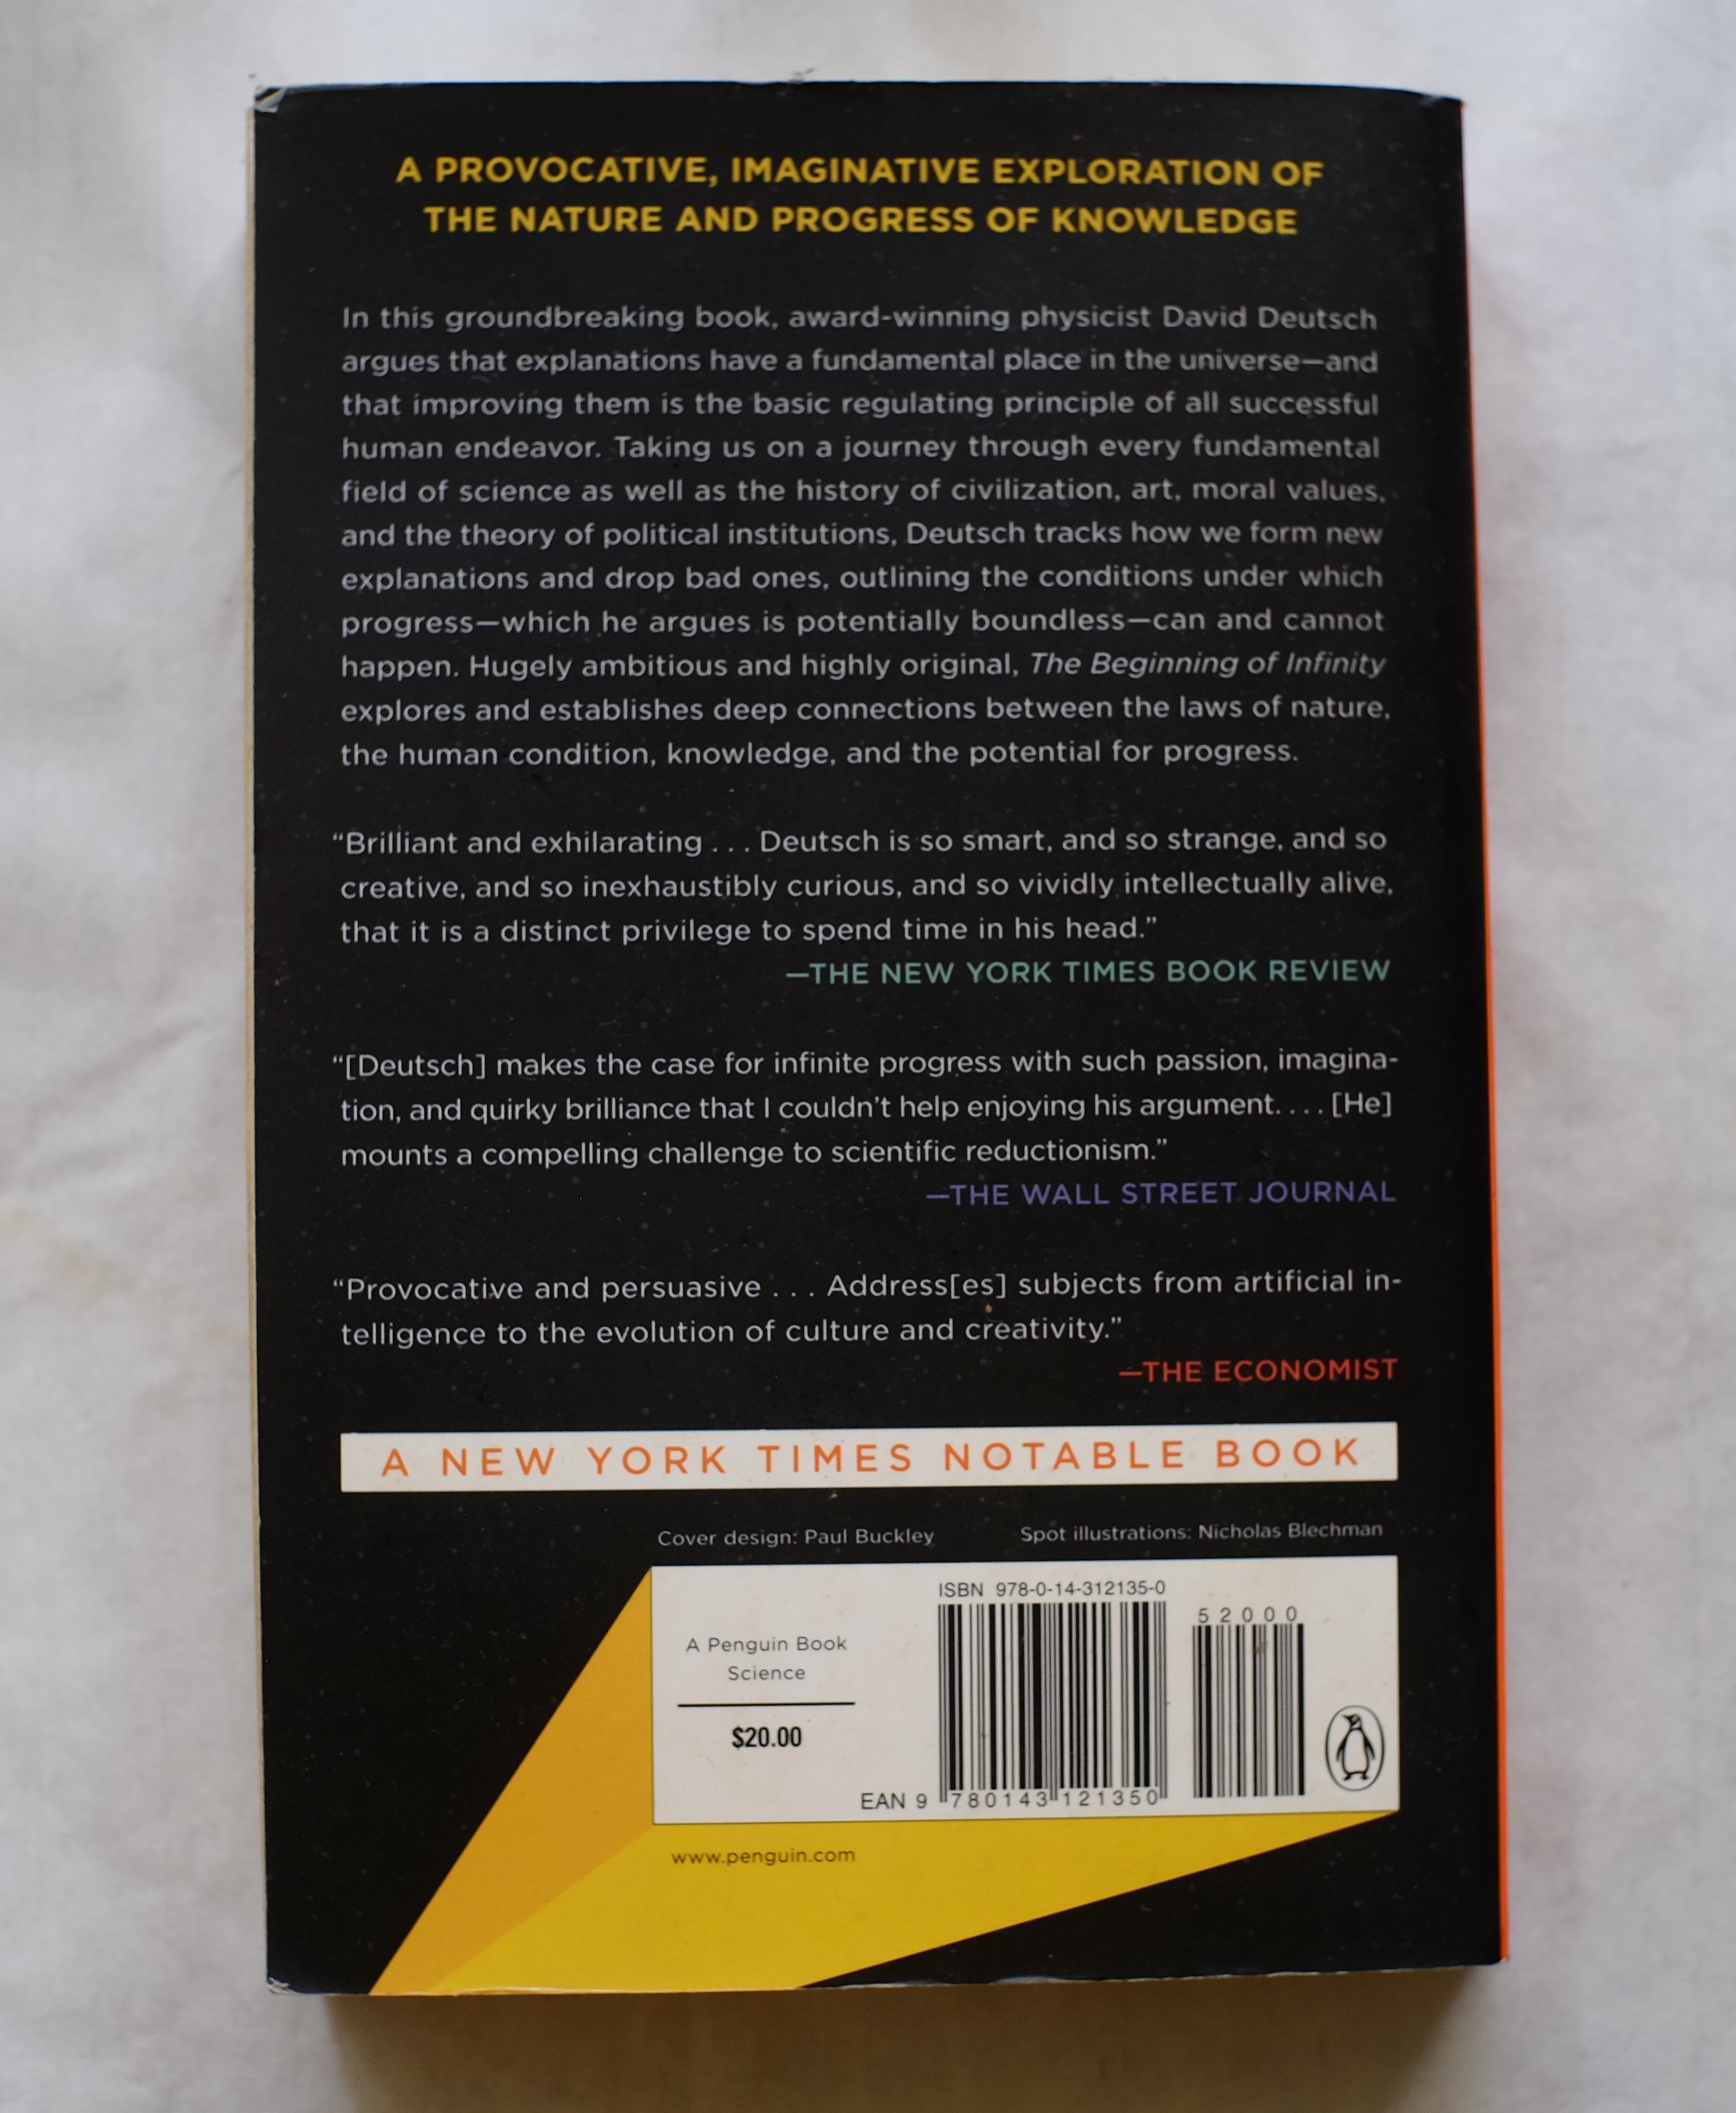 A PROVOCATIVE, IMAGINATIVE EXPLORATION OF
THE NATURE AND PROGRESS OF KNOWLEDGE
In this groundbreaking book, award-winning physicist David Deutsch
argues that explanations have a fundamental place in the universe—and
that improving them is the basic regulating principle of all successful
human endeavor. Taking us on a journey through every fundamental
field of science as well as the history of civilization, art, moral values,
and the theory of political institutions, Deutsch tracks how we form new
explanations and drop bad ones, outlining the conditions under which
progress—which he argues is potentially boundless—can and cannot
happen. Hugely ambitious and highly original, The Beginning of Infinity
explores and establishes deep connections between the laws of nature,
the human condition, knowledge, and the potential for progress.
“Brilliant and exhilarating . . . Deutsch is so smart, and so strange, and so
creative, and so inexhaustibly curious, and so vividly intellectually alive,
that it is a distinct privilege to spend time in his head.”
—THE NEW YORK TIMES BOOK REVIEW
“[Deutsch] makes the case for infinite progress with such passion, imagina-
tion, and quirky brilliance that I couldn’t help enjoying his argument. . . . [He]
mounts a compelling challenge to scientific reductionism.”
—THE WALL STREET JOURNAL
“Provocative and persuasive . . . Address[es] subjects from artificial in-
telligence to the evolution of culture and creativity.”
—THE ECONOMIST
A NEW YORK TIMES NOTABLE BOOK
Cover design: Paul Buckley Spot illustrations: Nicholas Blechman
ISBN 978-0-14-312135-0
52000
A Penguin Book
Science
$20.00
EAN 9 780143 121350
www.penguin.com